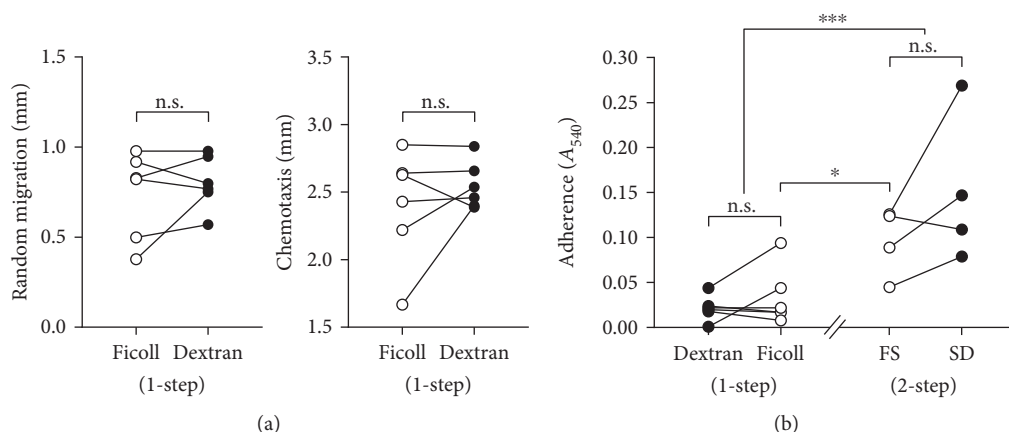 Random migration (mm)
1.5
1.0
0.5
0.0
n.s.
Ficoll Dextran
(1-step)
Chemotaxis (mm)
3.5
3.0
2.5
2.0
1.5
n.s.
Ficoll Dextran
(1-step)
(a)
Adherence (A540)
0.30
0.25
0.20
0.15
0.10
0.05
0.00
***
n.s.
*
n.s.
Dextran Ficoll
(1-step)
FS SD
(2-step)
(b)